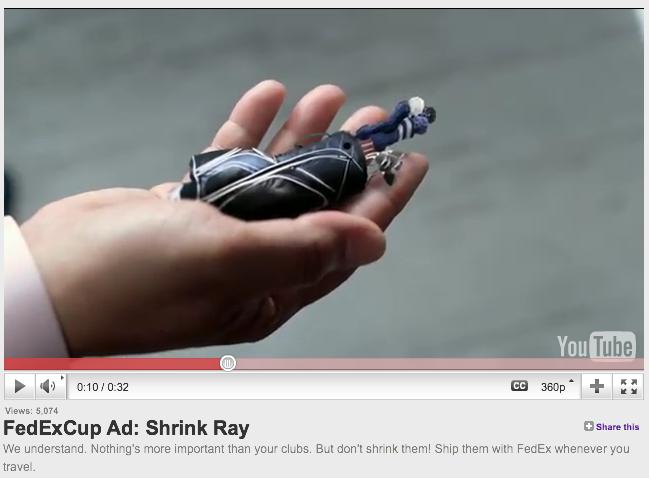 YouTube
0:10 / 0:32
CC
360p
Views: 5,074
FedExCup Ad: Shrink Ray
Share this
We understand. Nothing's more important than your clubs. But don't shrink them! Ship them with FedEx whenever you
travel.